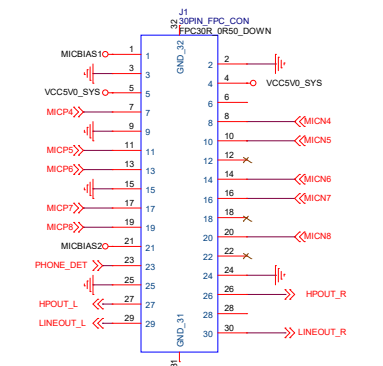 J1
30PIN_FPC_CON
FPC30R_0R50_DOWN
32
GND_32
MICBIAS1 1 1
2 2
3 3
4 4 VCC5V0_SYS
VCC5V0_SYS 5 5
6 6
MICP4 7 7
8 8 MICN4
9 9
10 10 MICN5
MICP5 11 11
12 12
MICP6 13 13
14 14 MICN6
15 15
16 16 MICN7
MICP7 17 17
18 18
MICP8 19 19
20 20 MICN8
MICBIAS2 21 21
22 22
PHONE_DET 23 23
24 24
25 25
26 26 HPOUT_R
HPOUT_L 27 27
28 28
LINEOUT_L 29 29
30 30 LINEOUT_R
GND_31
31